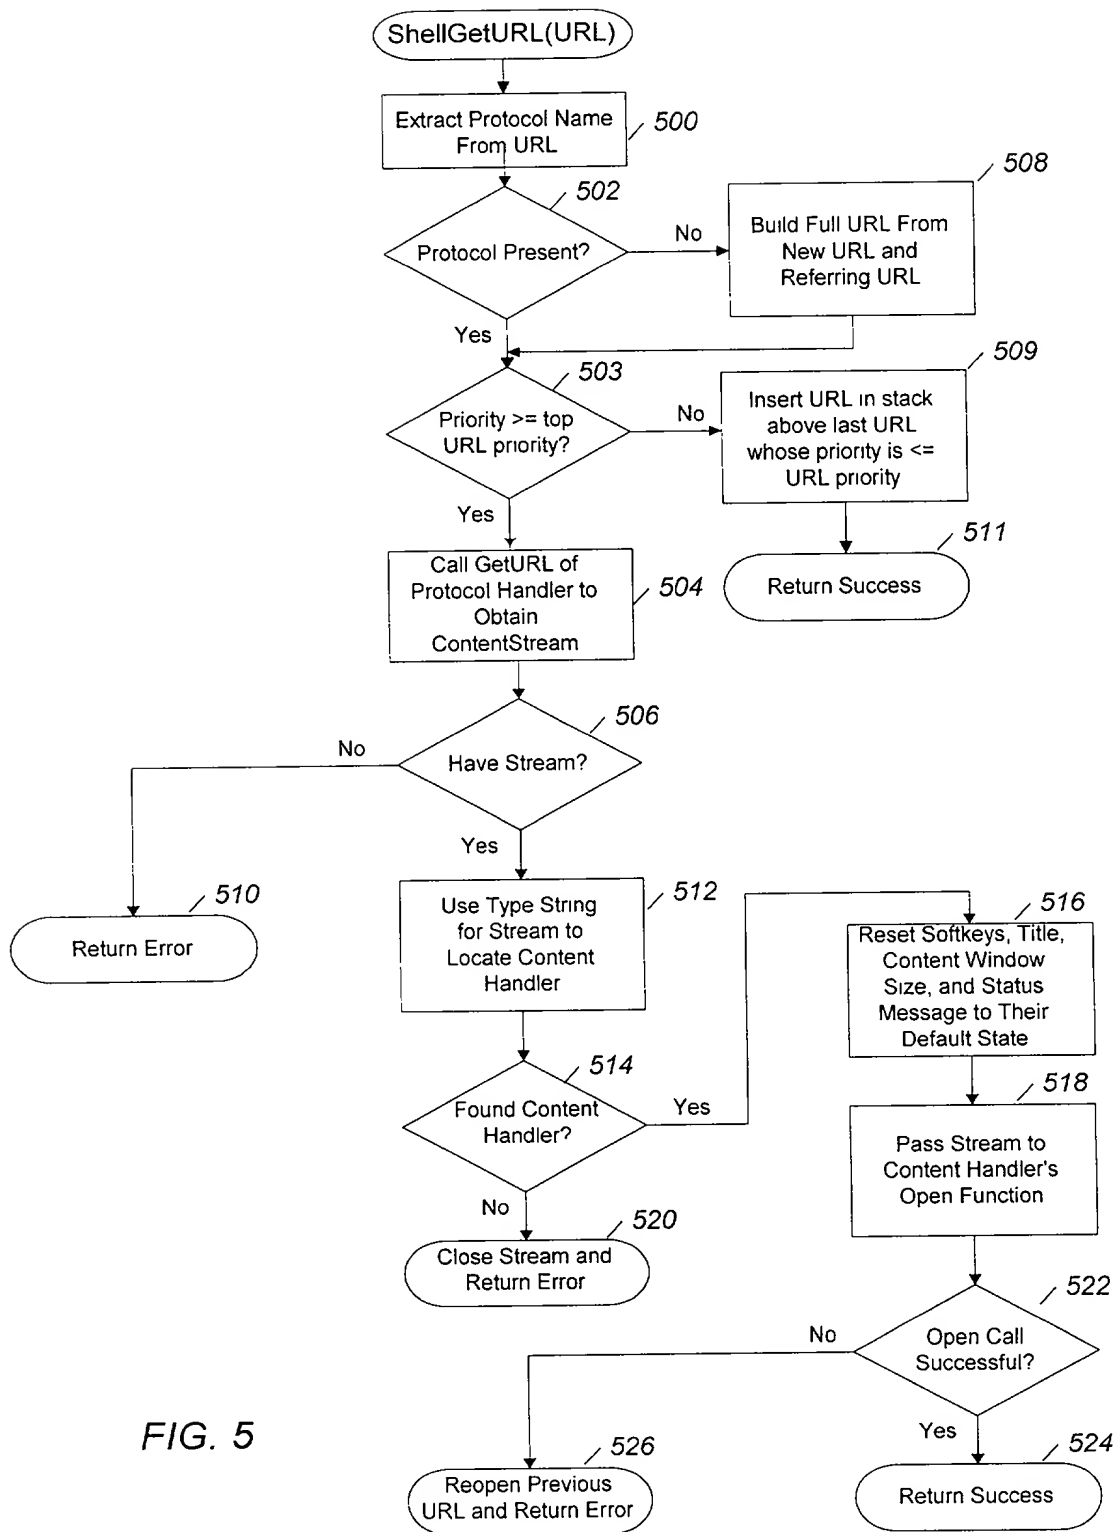 ShellGetURL(URL)
Extract Protocol Name
From URL
500
502
Protocol Present?
No
508
Build Full URL From
New URL and
Referring URL
Yes
503
Priority >= top
URL priority?
No
509
Insert URL in stack
above last URL
whose priority is <=
URL priority
Yes
511
Return Success
Call GetURL of
Protocol Handler to
Obtain
ContentStream
504
506
Have Stream?
No
Yes
510
Return Error
512
Use Type String
for Stream to
Locate Content
Handler
516
Reset Softkeys, Title,
Content Window
Size, and Status
Message to Their
Default State
514
Found Content
Handler?
Yes
518
Pass Stream to
Content Handler's
Open Function
No
520
Close Stream and
Return Error
522
Open Call
Successful?
No
Yes
FIG. 5
526
Reopen Previous
URL and Return Error
524
Return Success